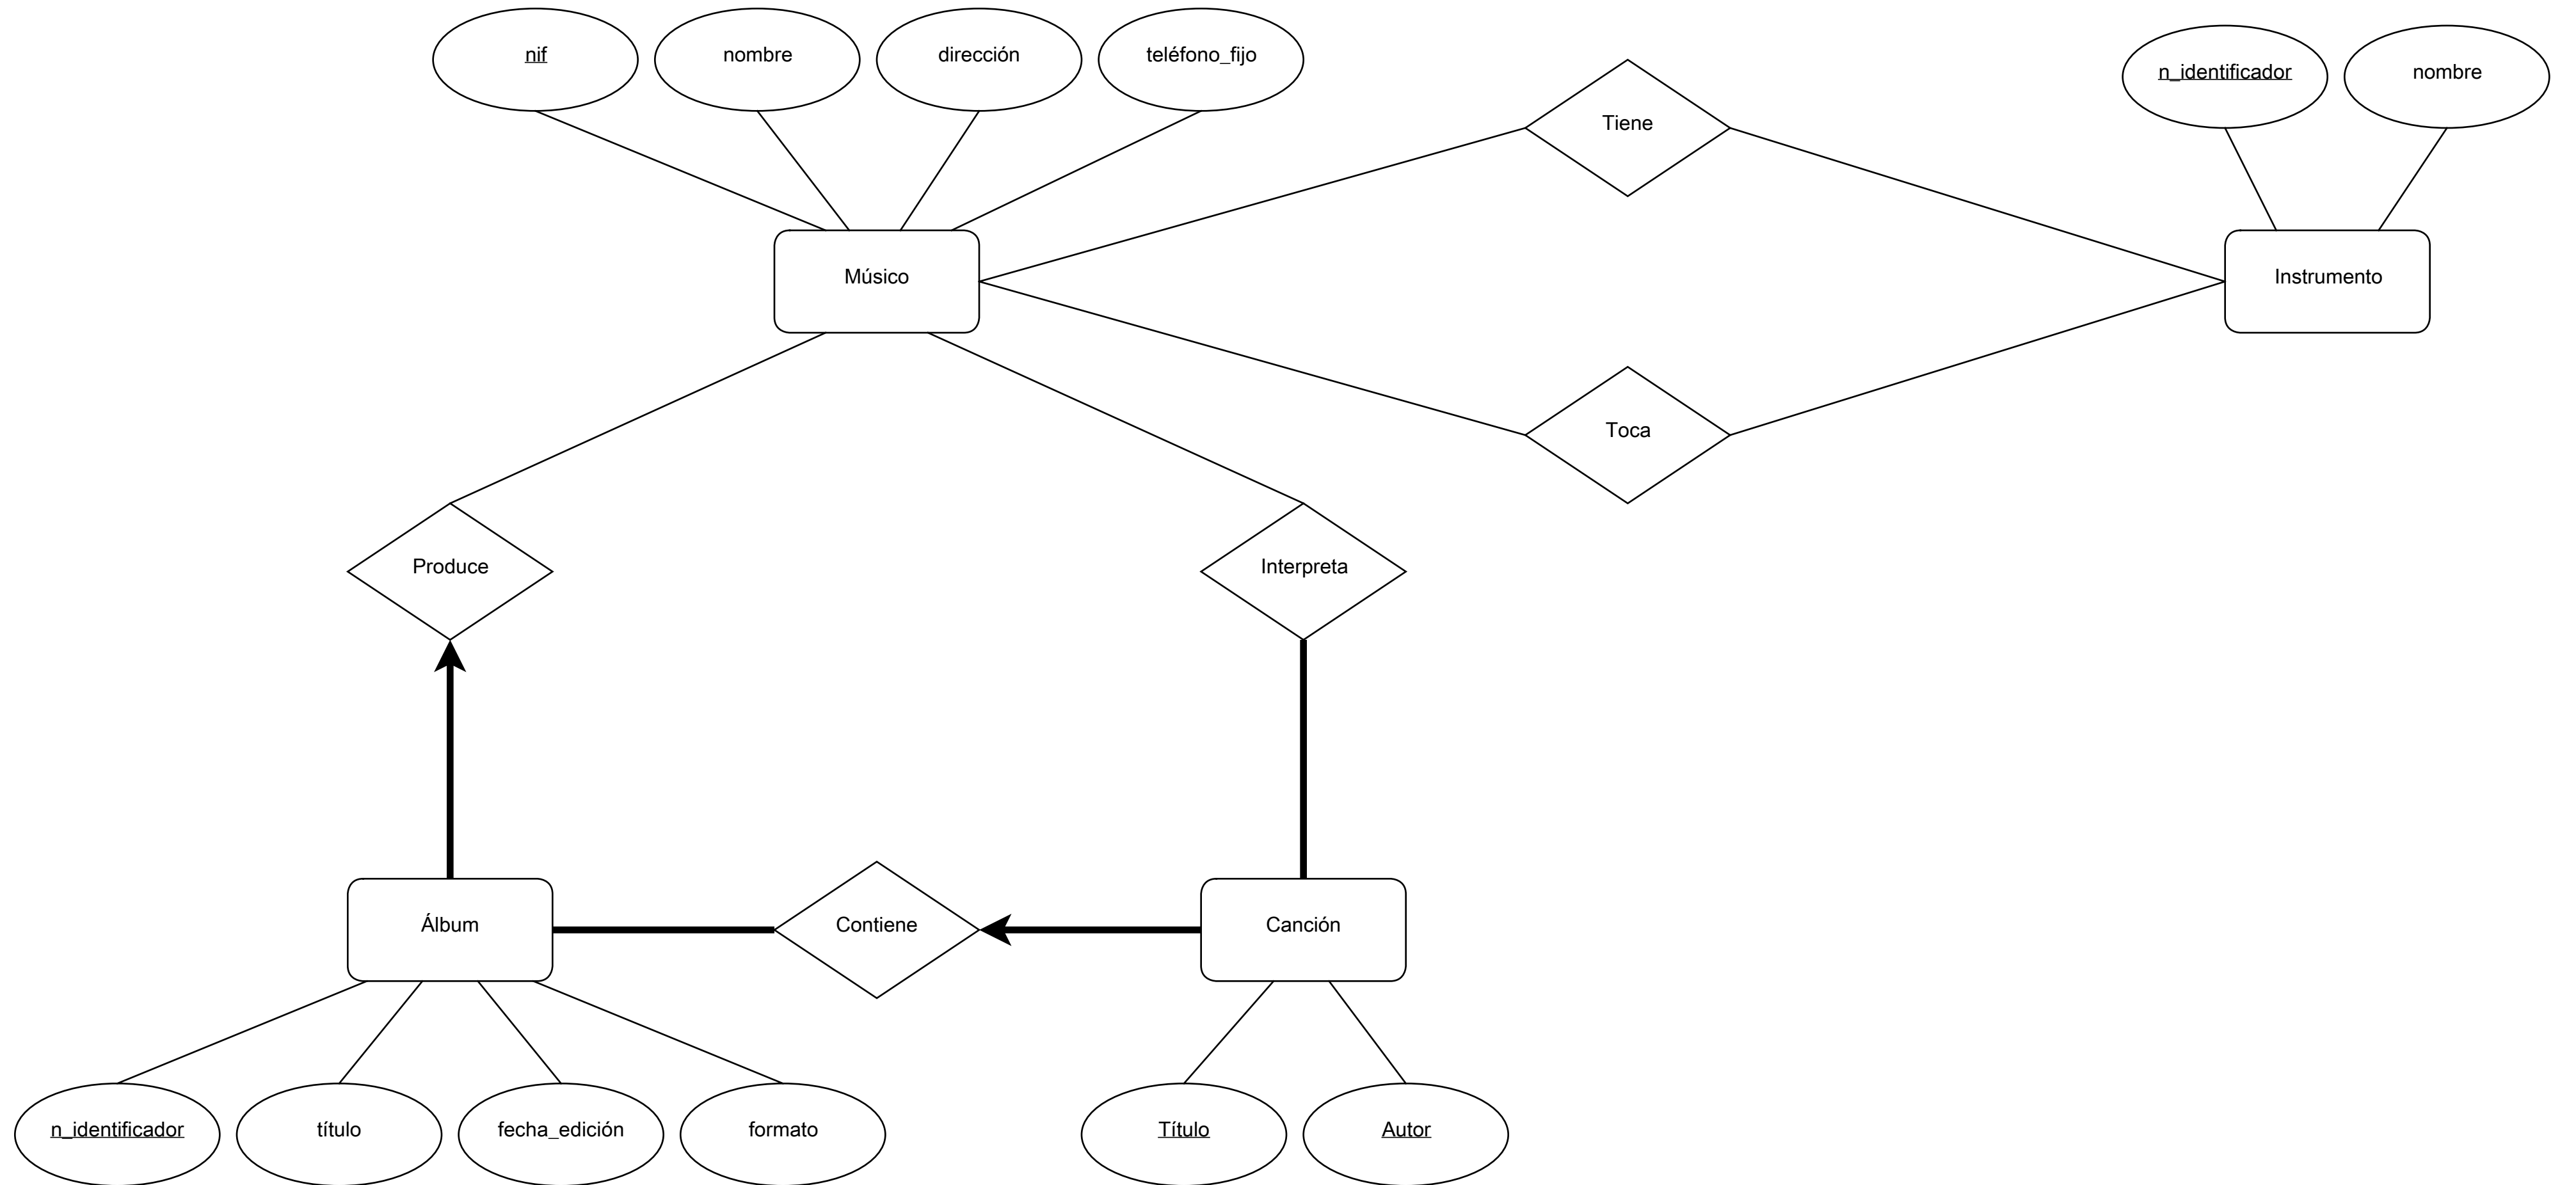 nif
nombre
dirección
teléfono_fijo
n_identificador
nombre
Tiene
Músico
Instrumento
Toca
Produce
Interpreta
Álbum
Contiene
Canción
n_identificador
título
fecha_edición
formato
Título
Autor